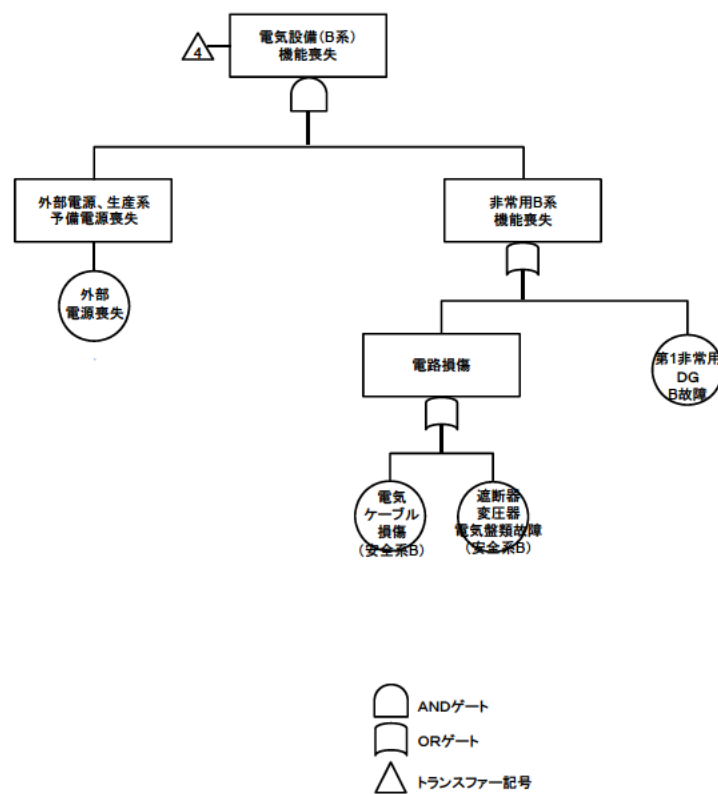 4
電気設備(B系)
機能喪失
外部電源、生産系
予備電源喪失
非常用B系
機能喪失
外部
電源喪失
電路損傷
第1非常用
DG
B故障
電気
ケーブル
損傷
(安全系B)
遮断器
変圧器
電気盤類故障
(安全系B)
ANDゲート
ORゲート
トランスファー記号